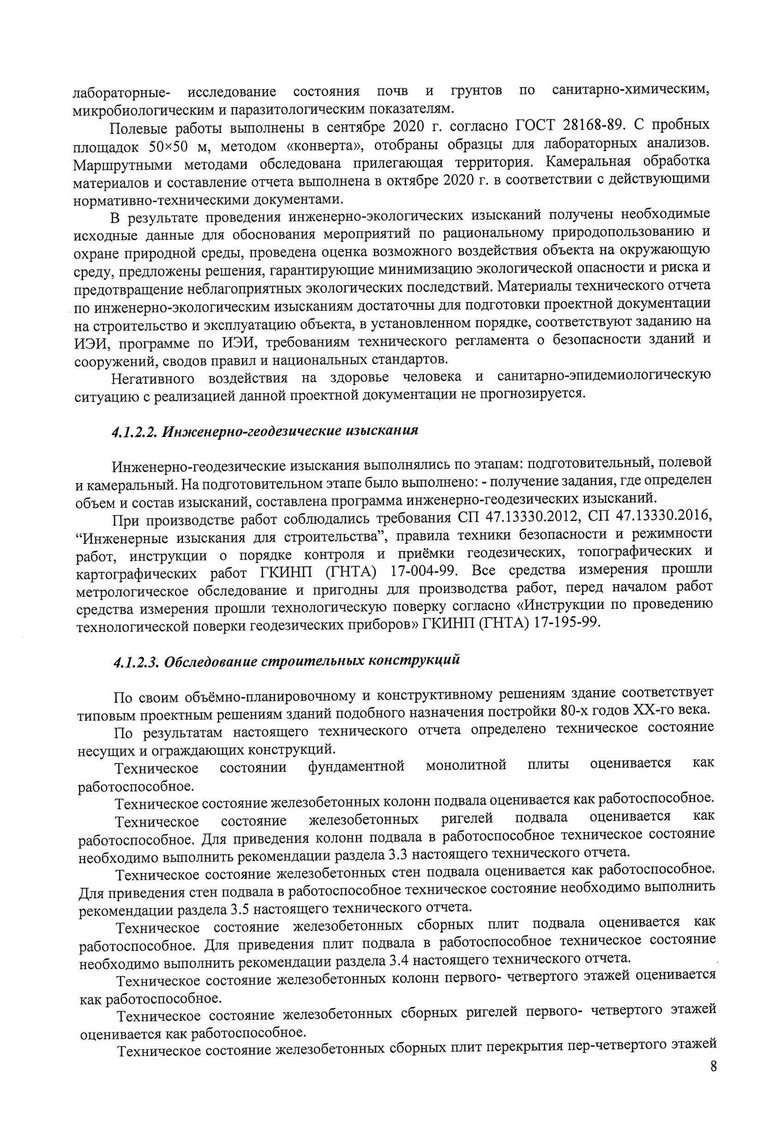 лабораторные- исследование состояния почв и грунтов по санитарно-химическим,
микробиологическим и паразитологическим показателям.
Полевые работы выполнены в сентябре 2020 г. согласно ГОСТ 28168-89. С пробных
площадок 50×50 м, методом «конверта», отобраны образцы для лабораторных анализов.
Маршрутными методами обследована прилегающая территория. Камеральная обработка
материалов и составление отчета выполнена в октябре 2020 г. в соответствии с действующими
нормативно-техническими документами.
В результате проведения инженерно-экологических изысканий получены необходимые
исходные данные для обоснования мероприятий по рациональному природопользованию и
охране природной среды, проведена оценка возможного воздействия объекта на окружающую
среду, предложены решения, гарантирующие минимизацию экологической опасности и риска и
предотвращение неблагоприятных экологических последствий. Материалы технического отчета
по инженерно-экологическим изысканиям достаточны для подготовки проектной документации
на строительство и эксплуатацию объекта, в установленном порядке, соответствуют заданию на
ИЭИ, программе по ИЭИ, требованиям технического регламента о безопасности зданий и
сооружений, сводов правил и национальных стандартов.
Негативного воздействия на здоровье человека и санитарно-эпидемиологическую
ситуацию с реализацией данной проектной документации не прогнозируется.
4.1.2.2. Инженерно-геодезические изыскания
Инженерно-геодезические изыскания выполнялись по этапам: подготовительный, полевой
и камеральный. На подготовительном этапе было выполнено: - получение задания, где определен
объем и состав изысканий, составлена программа инженерно-геодезических изысканий.
При производстве работ соблюдались требования СП 47.13330.2012, СП 47.13330.2016,
“Инженерные изыскания для строительства”, правила техники безопасности и режимности
работ, инструкции о порядке контроля и приёмки геодезических, топографических и
картографических работ ГКИНП (ГНТА) 17-004-99. Все средства измерения прошли
метрологическое обследование и пригодны для производства работ, перед началом работ
средства измерения прошли технологическую поверку согласно «Инструкции по проведению
технологической поверки геодезических приборов» ГКИНП (ГНТА) 17-195-99.
4.1.2.3. Обследование строительных конструкций
По своим объёмно-планировочному и конструктивному решениям здание соответствует
типовым проектным решениям зданий подобного назначения постройки 80-х годов XX-го века.
По результатам настоящего технического отчета определено техническое состояние
несущих и ограждающих конструкций.
Техническое состоянии фундаментной монолитной плиты оценивается как
работоспособное.
Техническое состояние железобетонных колонн подвала оценивается как работоспособное.
Техническое состояние железобетонных ригелей подвала оценивается как
работоспособное. Для приведения колонн подвала в работоспособное техническое состояние
необходимо выполнить рекомендации раздела 3.3 настоящего технического отчета.
Техническое состояние железобетонных стен подвала оценивается как работоспособное.
Для приведения стен подвала в работоспособное техническое состояние необходимо выполнить
рекомендации раздела 3.5 настоящего технического отчета.
Техническое состояние железобетонных сборных плит подвала оценивается как
работоспособное. Для приведения плит подвала в работоспособное техническое состояние
необходимо выполнить рекомендации раздела 3.4 настоящего технического отчета.
Техническое состояние железобетонных колонн первого- четвертого этажей оценивается
как работоспособное.
Техническое состояние железобетонных сборных ригелей первого- четвертого этажей
оценивается как работоспособное.
Техническое состояние железобетонных сборных плит перекрытия пер-четвертого этажей
8